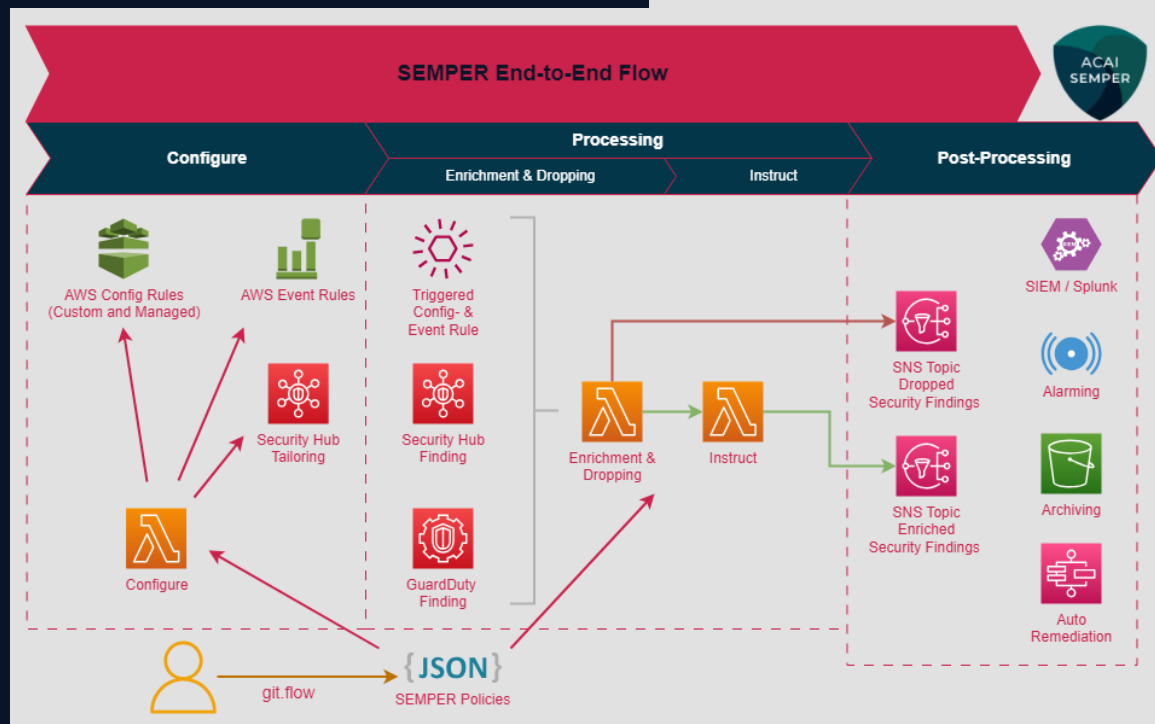 SEMPER End-to-End Flow
ACAI
SEMPER
Configure
Processing
Enrichment & Dropping
Instruct
Post-Processing
AWS Config Rules
(Custom and Managed)
AWS Event Rules
Security Hub
Tailoring
Configure
Triggered
Config- &
Event Rule
Security Hub
Finding
GuardDuty
Finding
Enrichment &
Dropping
Instruct
SNS Topic
Dropped
Security Findings
SNS Topic
Enriched
Security Findings
SIEM
SIEM / Splunk
Alarming
Archiving
Auto
Remediation
git.flow
{JSON}
SEMPER Policies